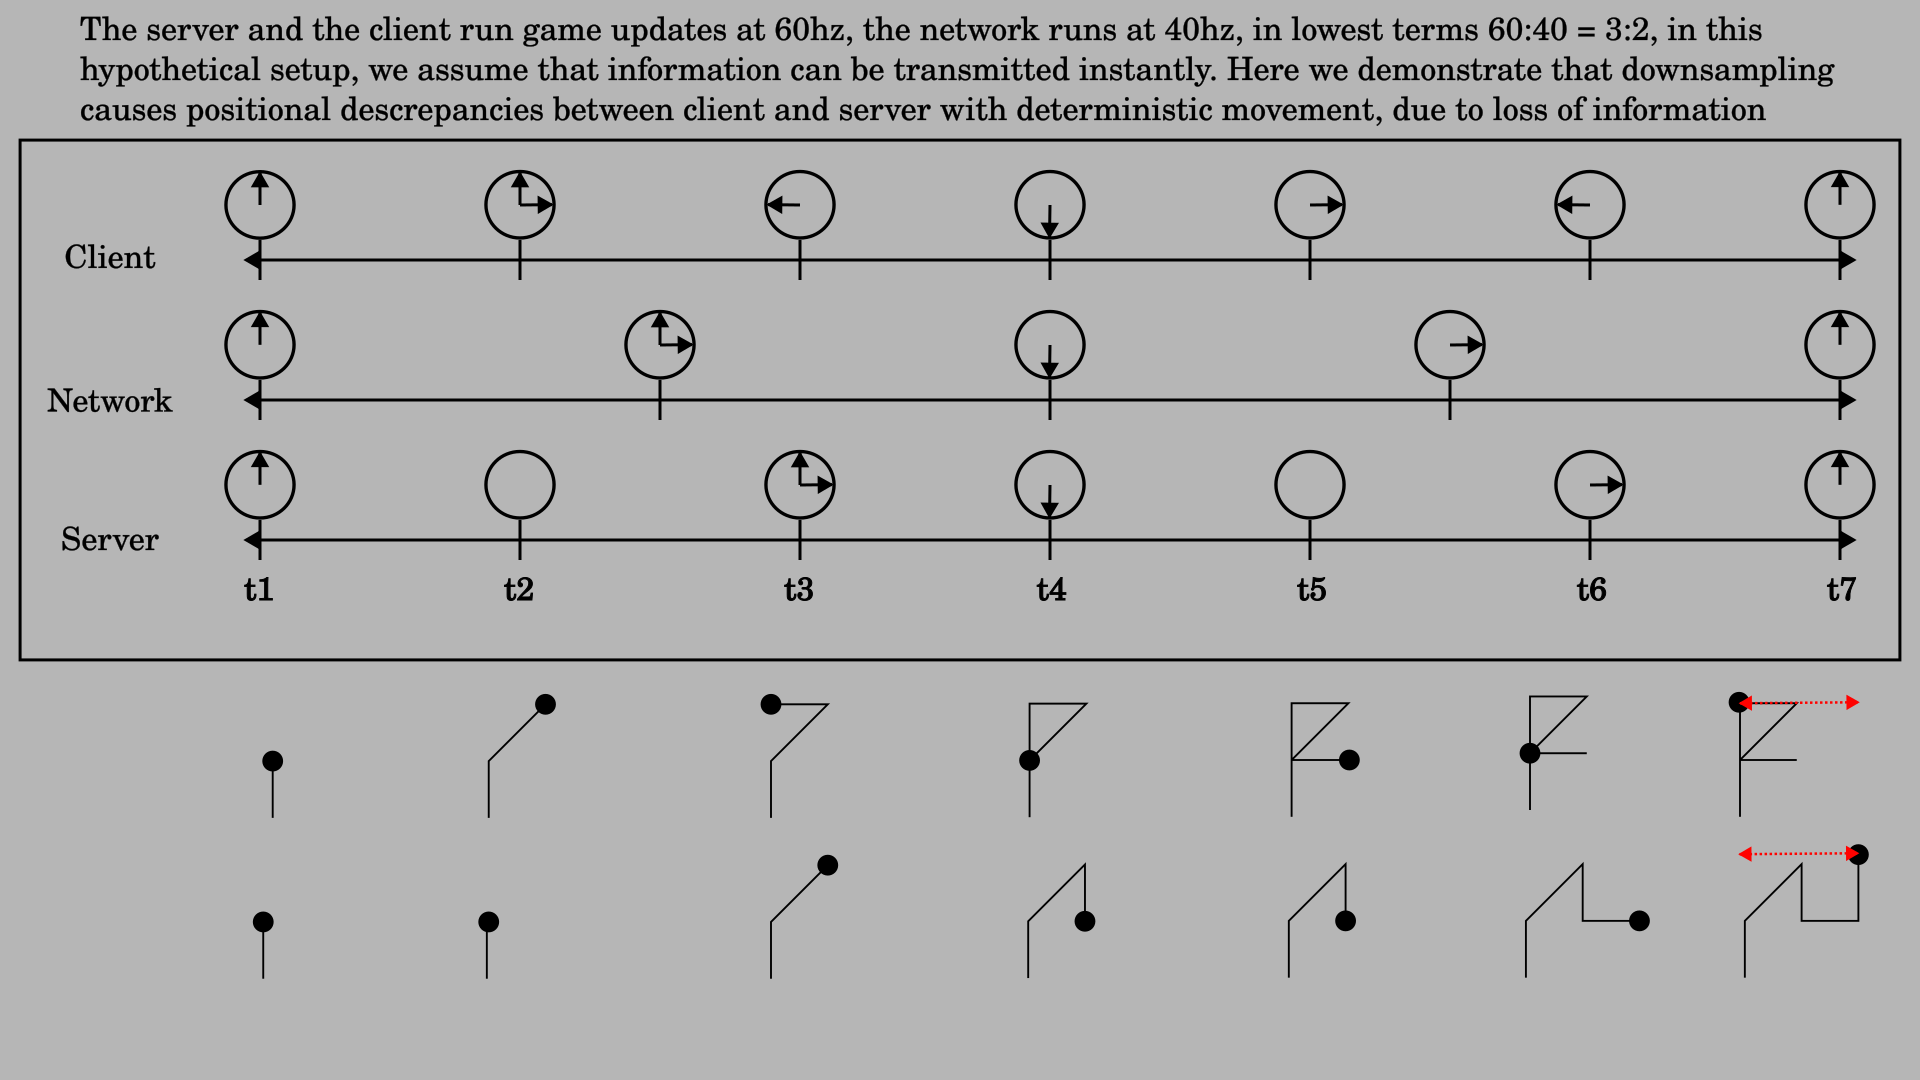 The server and the client run game updates at 60hz, the network runs at 40hz, in lowest terms 60:40 = 3:2, in this
hypothetical setup, we assume that information can be transmitted instantly. Here we demonstrate that downsampling
causes positional descrepancies between client and server with deterministic movement, due to loss of information
Client
Network
Server
t1 t2 t3 t4 t5 t6 t7